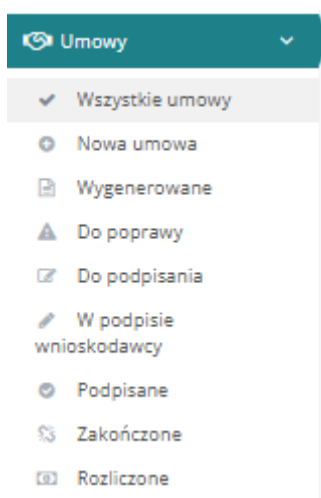 Umowy
Wszystkie umowy
Nowa umowa
Wygenerowane
Do poprawy
Do podpisania
W podpisie
wnioskodawcy
Podpisane
Zakończone
Rozliczone